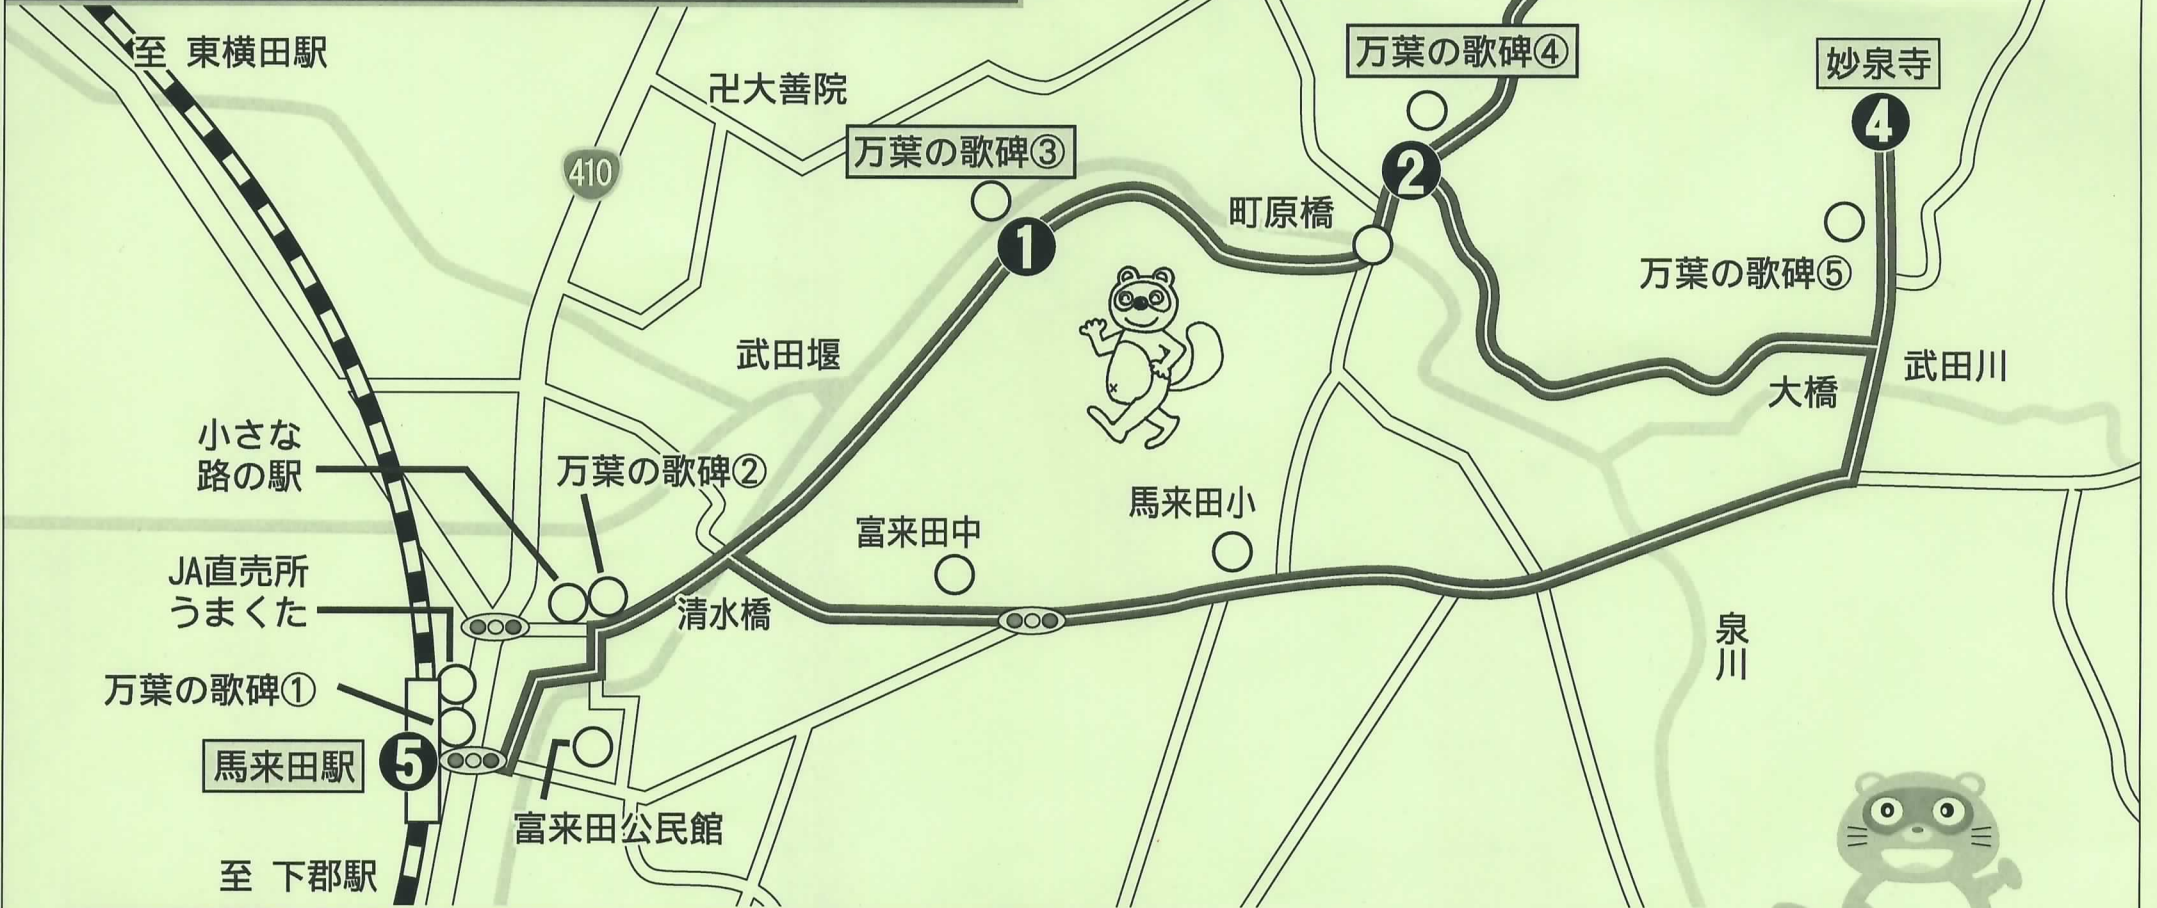 至 東横田駅
卍大善院
410
万葉の歌碑③
万葉の歌碑④
妙泉寺
4
2
1
町原橋
万葉の歌碑⑤
武田堰
大橋
武田川
小さな
路の駅
万葉の歌碑②
富来田中
馬来田小
JA直売所
うまくた
清水橋
泉川
万葉の歌碑①
馬来田駅
5
富来田公民館
至 下郡駅